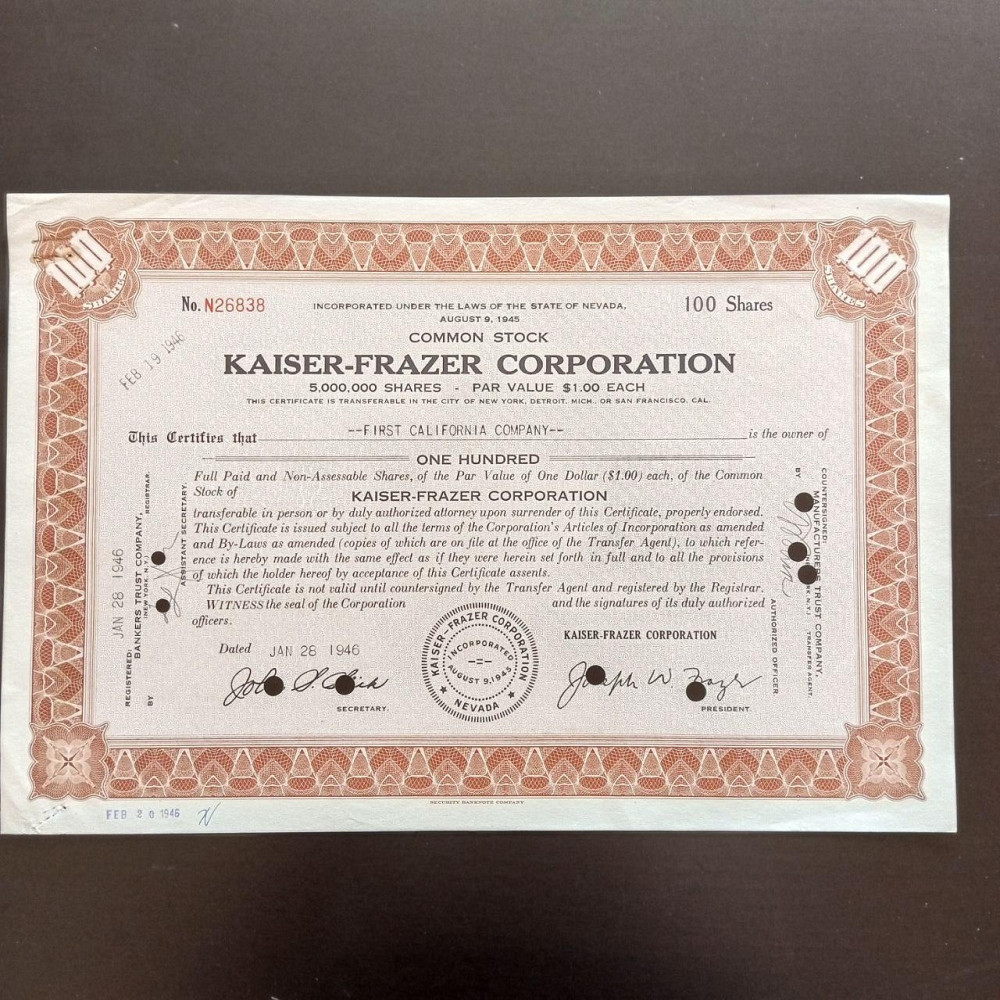 100
SHARES
100
SHARES
No. N26838
INCORPORATED UNDER THE LAWS OF THE STATE OF NEVADA,
AUGUST 9, 1945
100 Shares
FEB 19 1946
COMMON STOCK
KAISER-FRAZER CORPORATION
5,000,000 SHARES - PAR VALUE $1.00 EACH
THIS CERTIFICATE IS TRANSFERABLE IN THE CITY OF NEW YORK, DETROIT, MICH., OR SAN FRANCISCO, CAL.
This Certifies that --FIRST CALIFORNIA COMPANY-- is the owner of
ONE HUNDRED
Full Paid and Non-Assessable Shares, of the Par Value of One Dollar ($1.00) each, of the Common
Stock of KAISER-FRAZER CORPORATION
transferable in person or by duly authorized attorney upon surrender of this Certificate, properly endorsed.
This Certificate is issued subject to all the terms of the Corporation's Articles of Incorporation as amended
and By-Laws as amended (copies of which are on file at the office of the Transfer Agent), to which refer-
ence is hereby made with the same effect as if they were herein set forth in full and to all the provisions
of which the holder hereof by acceptance of this Certificate assents.
This Certificate is not valid until countersigned by the Transfer Agent and registered by the Registrar.
WITNESS the seal of the Corporation and the signatures of its duly authorized
officers.
Dated JAN 28 1946
KAISER-FRAZER CORPORATION
SECRETARY.
Joseph W. Frazer
PRESIDENT.
KAISER-FRAZER CORPORATION
INCORPORATED
AUGUST 9, 1945
NEVADA
JAN 28 1946
REGISTERED:
BANKERS TRUST COMPANY,
(NEW YORK, N.Y.)
REGISTRAR.
BY
ASSISTANT SECRETARY.
COUNTERSIGNED:
MANUFACTURERS TRUST COMPANY,
N.Y.)
TRANSFER AGENT.
BY
AUTHORIZED OFFICER.
SECURITY BANKNOTE COMPANY
FEB 20 1946